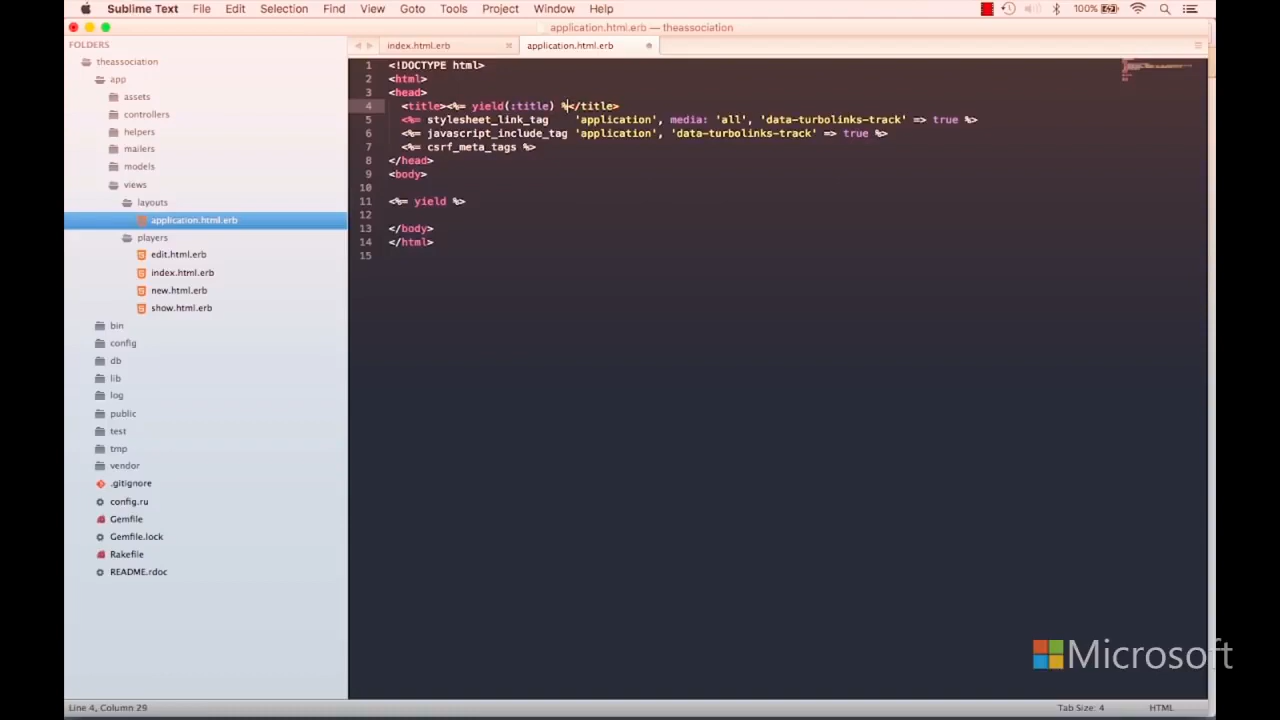 Sublime Text File Edit Selection Find View Goto Tools Project Window Help 100%
application.html.erb — theassociation
FOLDERS
theassociation
app
assets
controllers
helpers
mailers
models
views
layouts
application.html.erb
players
edit.html.erb
index.html.erb
new.html.erb
show.html.erb
bin
config
db
lib
log
public
test
tmp
vendor
.gitignore
config.ru
Gemfile
Gemfile.lock
Rakefile
README.rdoc
index.html.erb application.html.erb
1 <!DOCTYPE html>
2 <html>
3 <head>
4 <title><%= yield(:title) %</title>
5 <%= stylesheet_link_tag 'application', media: 'all', 'data-turbolinks-track' => true %>
6 <%= javascript_include_tag 'application', 'data-turbolinks-track' => true %>
7 <%= csrf_meta_tags %>
8 </head>
9 <body>
10
11 <%= yield %>
12
13 </body>
14 </html>
15
Microsoft
Line 4, Column 29 Tab Size: 4 HTML